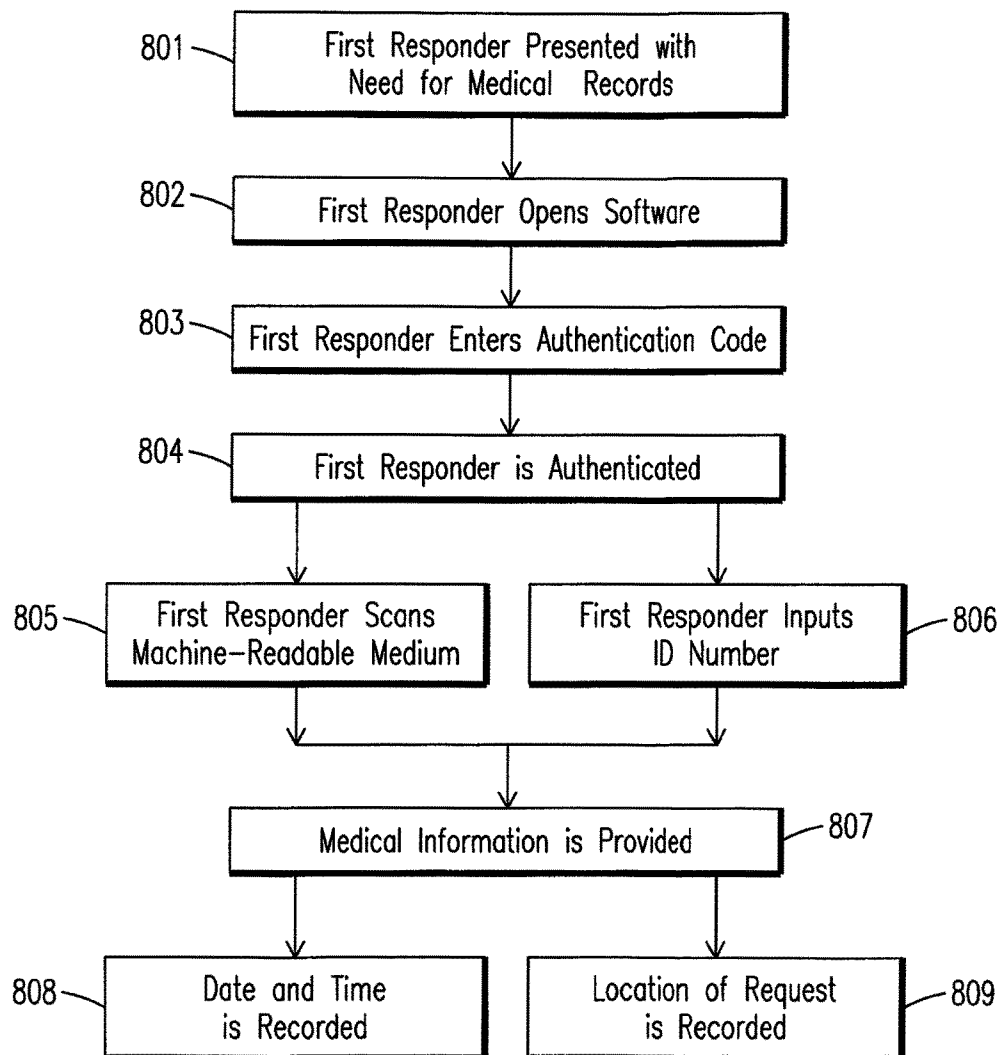 801
First Responder Presented with
Need for Medical Records
802
First Responder Opens Software
803
First Responder Enters Authentication Code
804
First Responder is Authenticated
805
First Responder Scans
Machine-Readable Medium
First Responder Inputs
ID Number
806
Medical Information is Provided
807
808
Date and Time
is Recorded
Location of Request
is Recorded
809